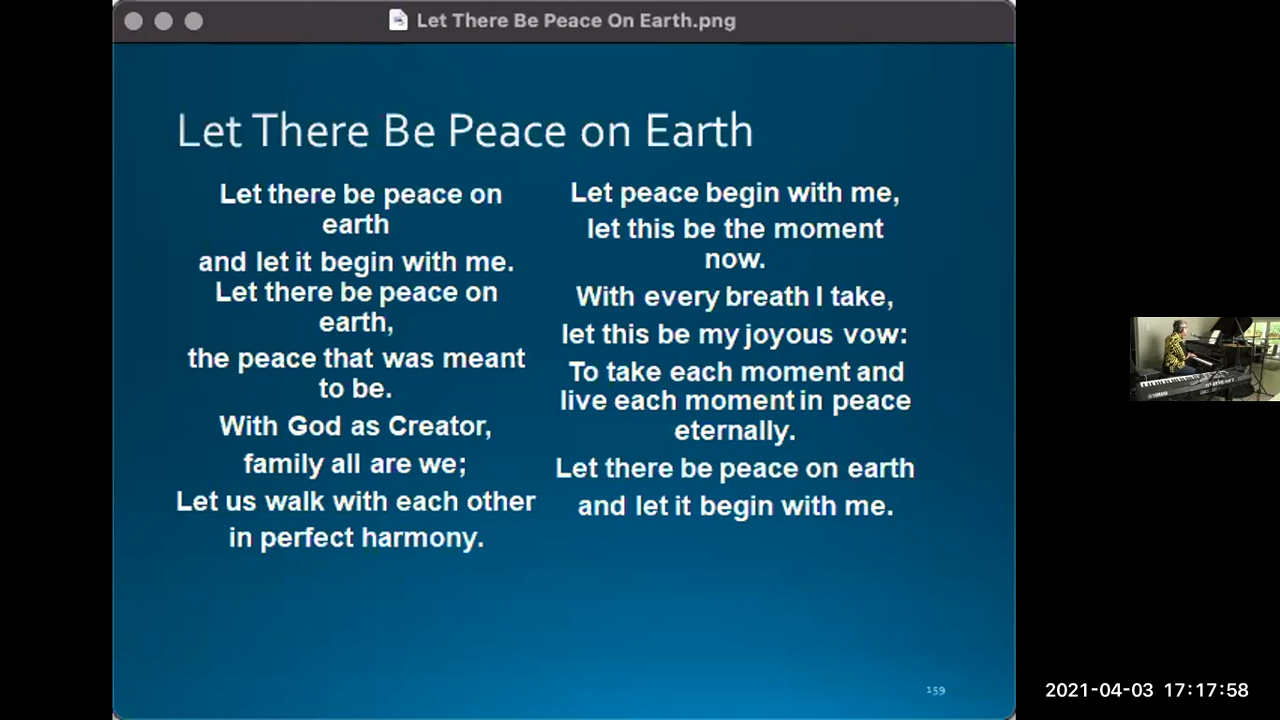 Let There Be Peace On Earth.png
Let There Be Peace on Earth
Let there be peace on
earth
and let it begin with me.
Let there be peace on
earth,
the peace that was meant
to be.
With God as Creator,
family all are we;
Let us walk with each other
in perfect harmony.
Let peace begin with me,
let this be the moment
now.
With every breath I take,
let this be my joyous vow:
To take each moment and
live each moment in peace
eternally.
Let there be peace on earth
and let it begin with me.
159
YAMAHA
2021-04-03 17:17:58